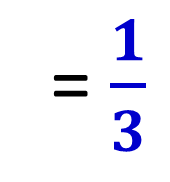 = 1/3